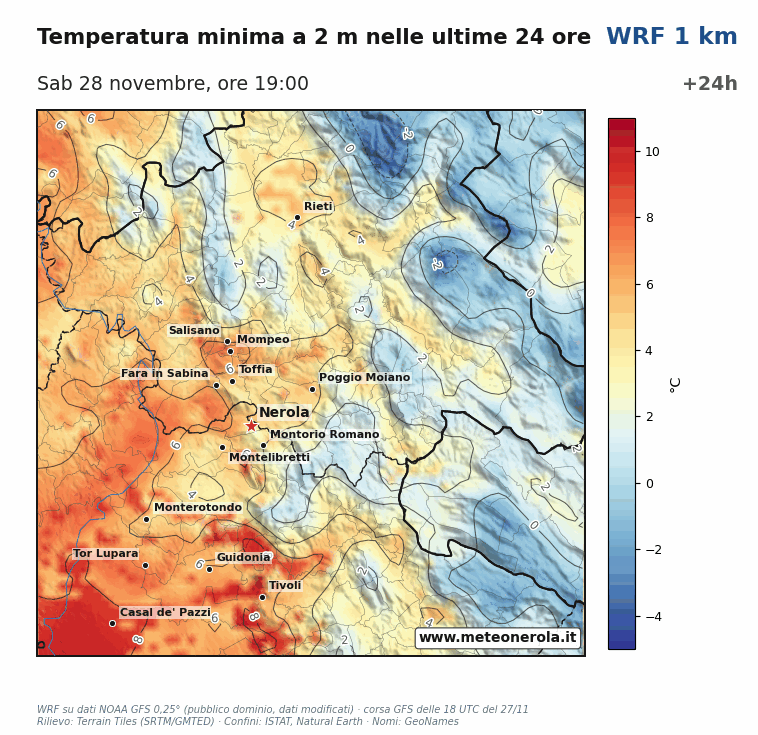 Temperatura minima a 2 m nelle ultime 24 ore WRF 1 km
Sab 28 novembre, ore 19:00 +24h
Rieti
Salisano
Mompeo
Fara in Sabina
Toffia
Poggio Moiano
Nerola
Montorio Romano
Montelibretti
Monterotondo
Tor Lupara
Guidonia
Tivoli
Casal de' Pazzi
www.meteonerola.it
10
8
6
4
2
0
−2
−4
°C
WRF su dati NOAA GFS 0,25° (pubblico dominio, dati modificati) · corsa GFS delle 18 UTC del 27/11
Rilievo: Terrain Tiles (SRTM/GMTED) · Confini: ISTAT, Natural Earth · Nomi: GeoNames